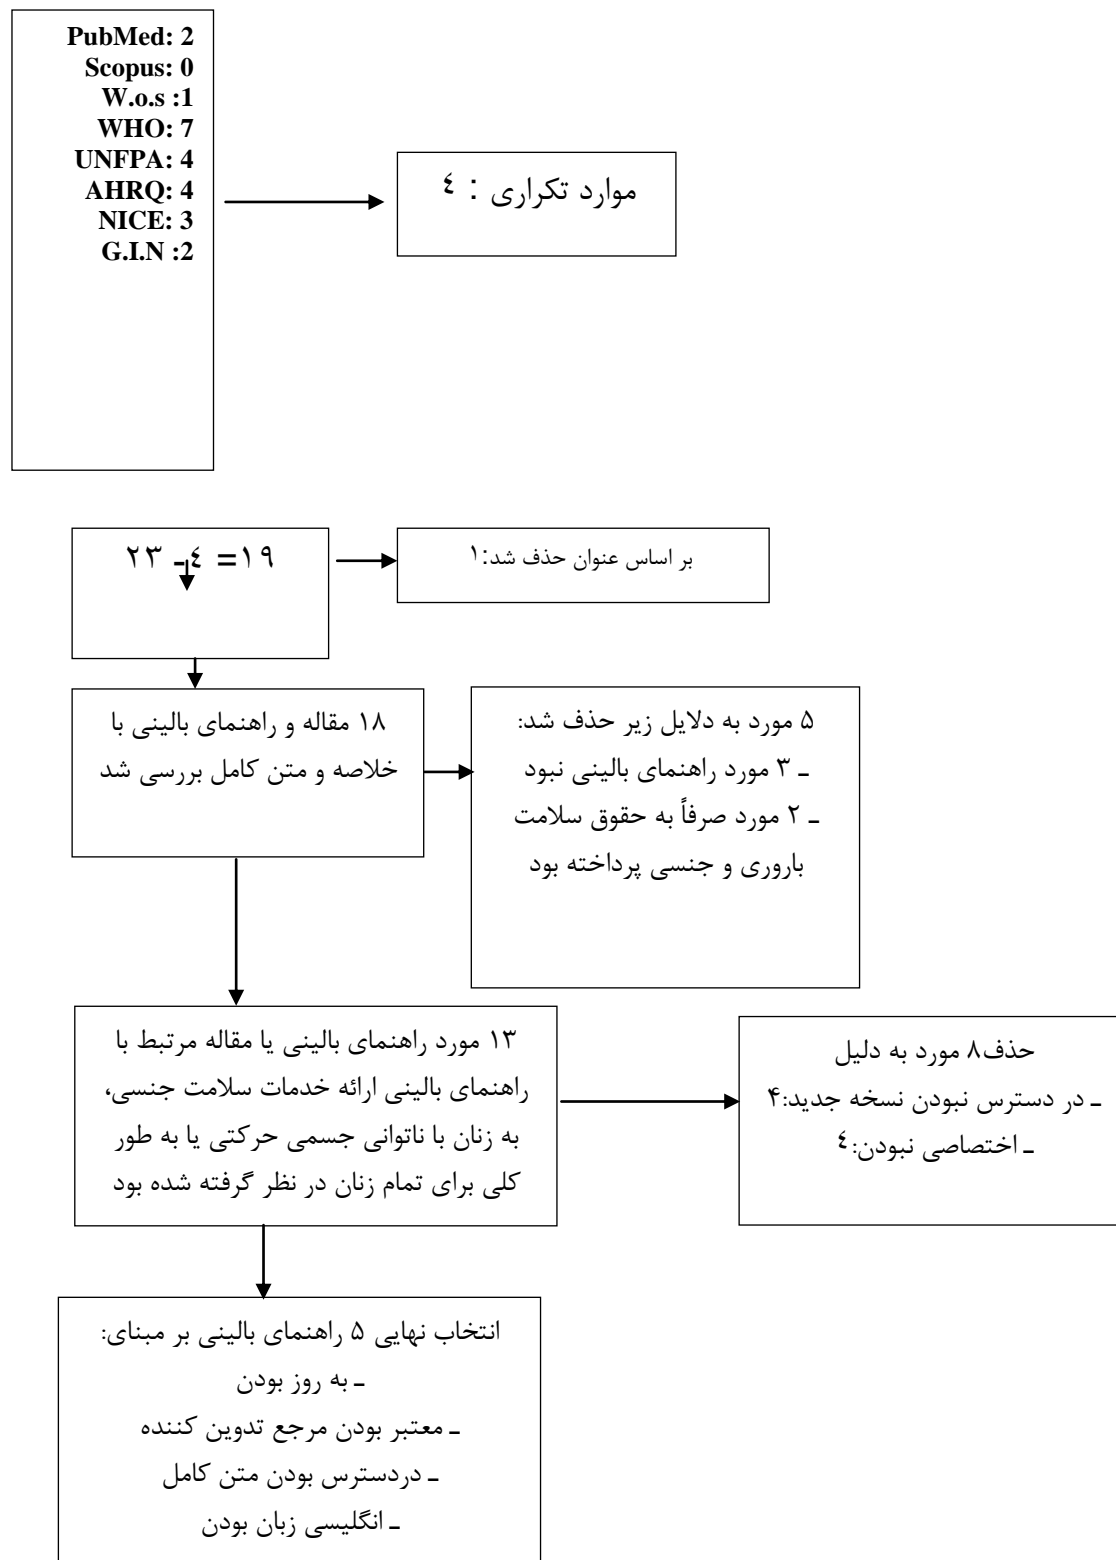 PubMed: 2
Scopus: 0
W.o.s :1
WHO: 7
UNFPA: 4
AHRQ: 4
NICE: 3
G.I.N :2
موارد تکراری : ٤
٢٣ -٤ =١٩
بر اساس عنوان حذف شد:١
۱۸ مقاله و راهنمای بالینی با
خلاصه و متن کامل بررسی شد
۵ مورد به دلایل زیر حذف شد:
ـ ۳ مورد راهنمای بالینی نبود
ـ ۲ مورد صرفاً به حقوق سلامت
باروری و جنسی پرداخته بود
۱۳ مورد راهنمای بالینی یا مقاله مرتبط با
راهنمای بالینی ارائه خدمات سلامت جنسی،
به زنان با ناتوانی جسمی حرکتی یا به طور
کلی برای تمام زنان در نظر گرفته شده بود
حذف۸ مورد به دلیل
ـ در دسترس نبودن نسخه جدید:۴
ـ اختصاصی نبودن:٤
انتخاب نهایی ۵ راهنمای بالینی بر مبنای:
ـ به روز بودن
ـ معتبر بودن مرجع تدوین کننده
ـ دردسترس بودن متن کامل
ـ انگلیسی زبان بودن